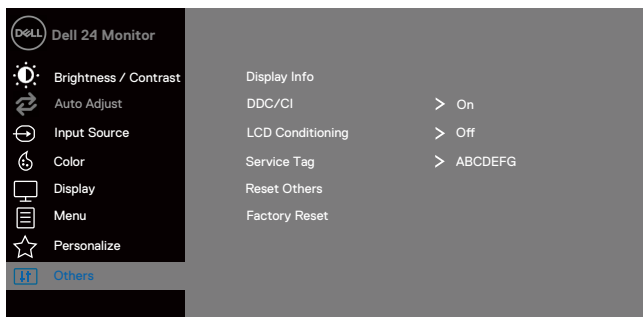 DELL Dell 24 Monitor
Brightness / Contrast Display Info
Auto Adjust DDC/CI > On
Input Source LCD Conditioning > Off
Color Service Tag > ABCDEFG
Display Reset Others
Menu Factory Reset
Personalize
Others